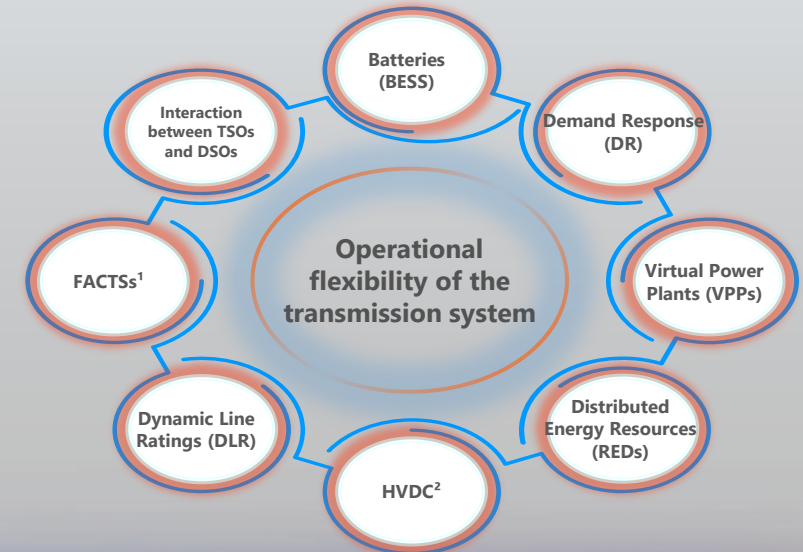 Batteries
(BESS)
Demand Response
(DR)
Virtual Power
Plants (VPPs)
Distributed
Energy Resources
(REDs)
HVDC²
Dynamic Line
Ratings (DLR)
FACTSs¹
Interaction
between TSOs
and DSOs
Operational
flexibility of the
transmission system